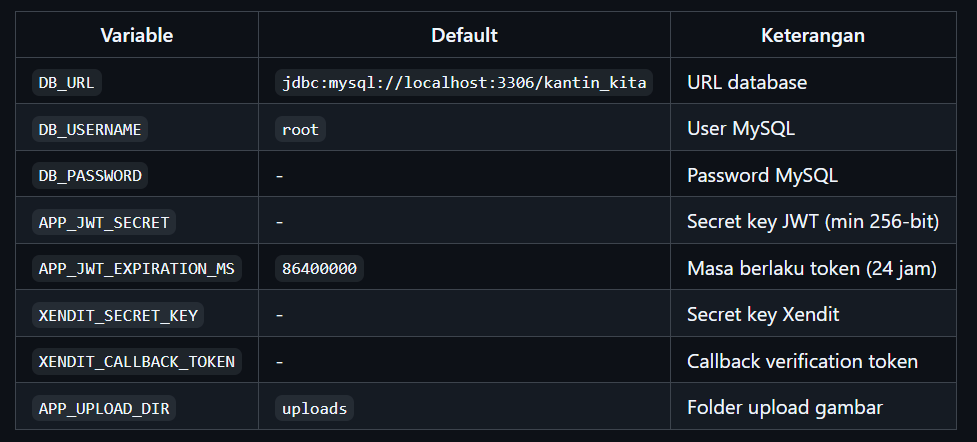 Variable Default Keterangan
DB_URL jdbc:mysql://localhost:3306/kantin_kita URL database
DB_USERNAME root User MySQL
DB_PASSWORD - Password MySQL
APP_JWT_SECRET - Secret key JWT (min 256-bit)
APP_JWT_EXPIRATION_MS 86400000 Masa berlaku token (24 jam)
XENDIT_SECRET_KEY - Secret key Xendit
XENDIT_CALLBACK_TOKEN - Callback verification token
APP_UPLOAD_DIR uploads Folder upload gambar